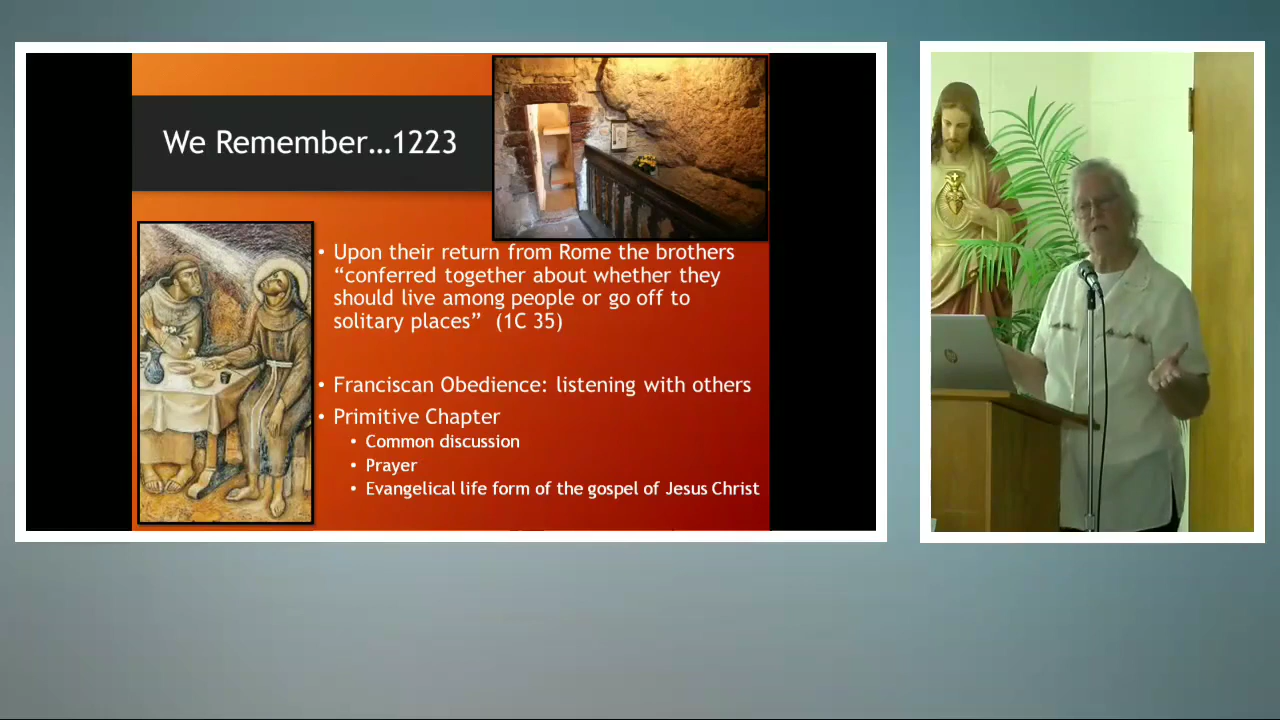 We Remember...1223
• Upon their return from Rome the brothers
“conferred together about whether they
should live among people or go off to
solitary places” (1C 35)
• Franciscan Obedience: listening with others
• Primitive Chapter
• Common discussion
• Prayer
• Evangelical life form of the gospel of Jesus Christ